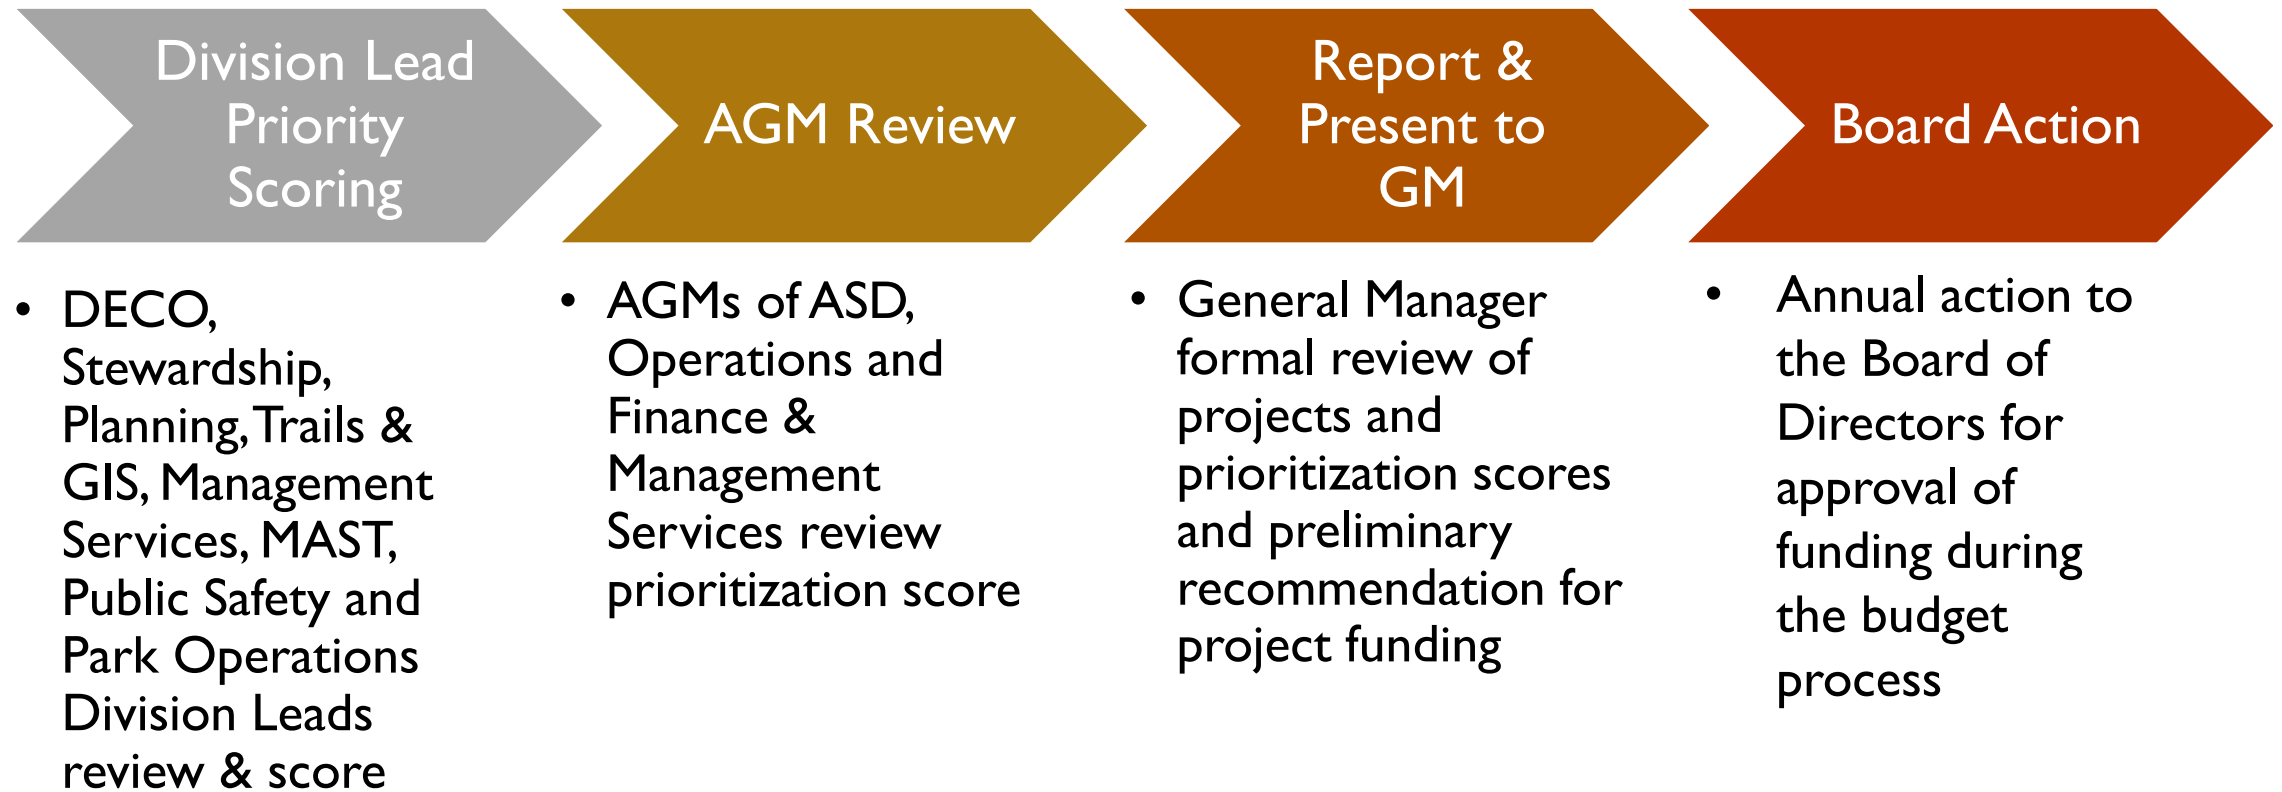 Division Lead
Priority
Scoring
• DECO,
Stewardship,
Planning, Trails &
GIS, Management
Services, MAST,
Public Safety and
Park Operations
Division Leads
review & score
AGM Review
• AGMs of ASD,
Operations and
Finance &
Management
Services review
prioritization score
Report &
Present to
GM
• General Manager
formal review of
projects and
prioritization scores
and preliminary
recommendation for
project funding
Board Action
• Annual action to
the Board of
Directors for
approval of
funding during
the budget
process